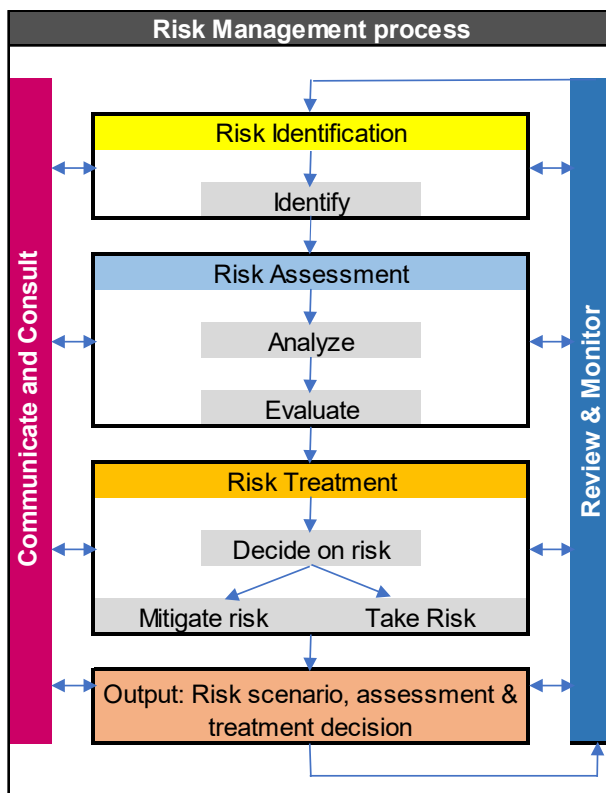 Risk Management process
Communicate and Consult
Review & Monitor
Risk Identification
Identify
Risk Assessment
Analyze
Evaluate
Risk Treatment
Decide on risk
Mitigate risk
Take Risk
Output: Risk scenario, assessment &
treatment decision